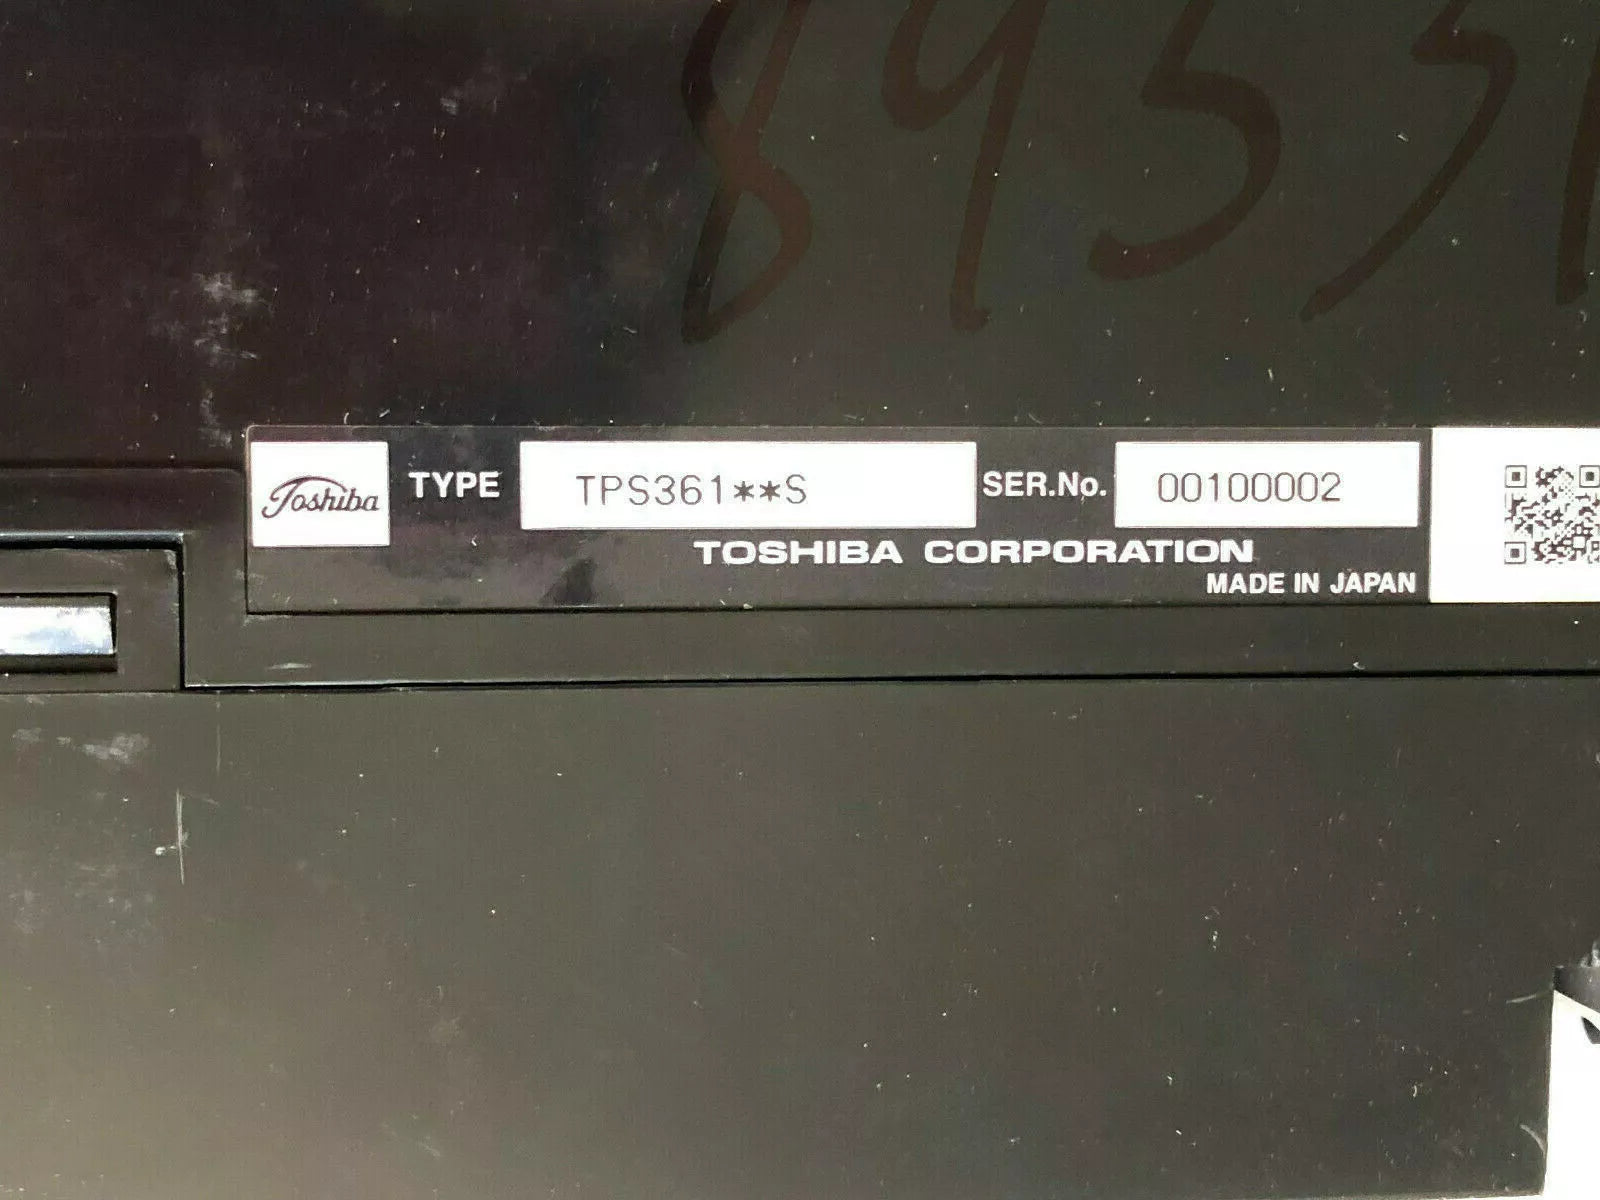 Toshiba TYPE TPS361**S SER.No. 00100002
TOSHIBA CORPORATION
MADE IN JAPAN